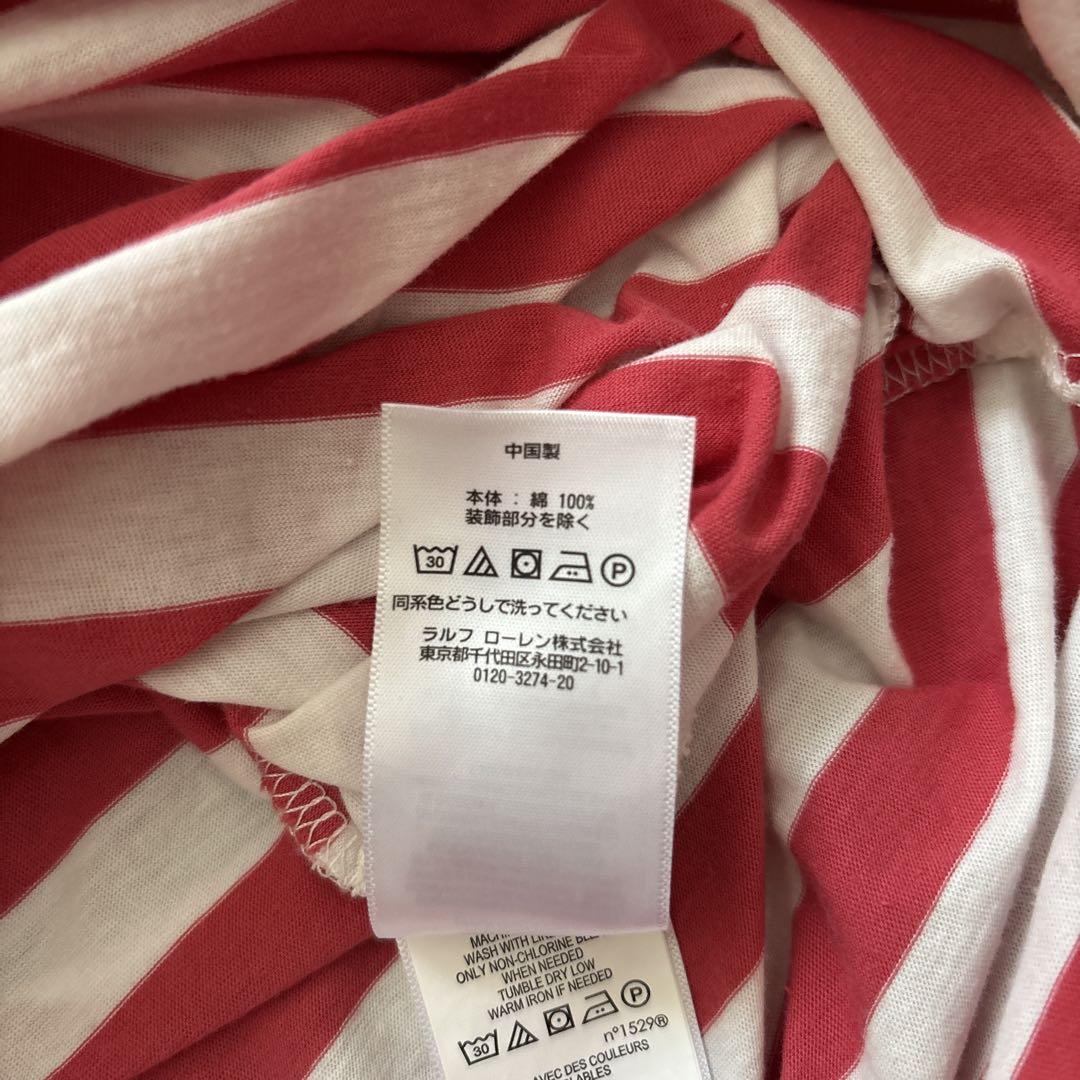 中国製
本体 : 綿 100%
装飾部分を除く
30
P
同系色どうしで洗ってください
ラルフ ローレン株式会社
東京都千代田区永田町2-10-1
0120-3274-20
WASH WITH
ONLY NON-CHLORINE
WHEN NEEDED
TUMBLE DRY LOW
WARM IRON IF NEEDED
30
P
nº1529®
AVEC DES COULEURS